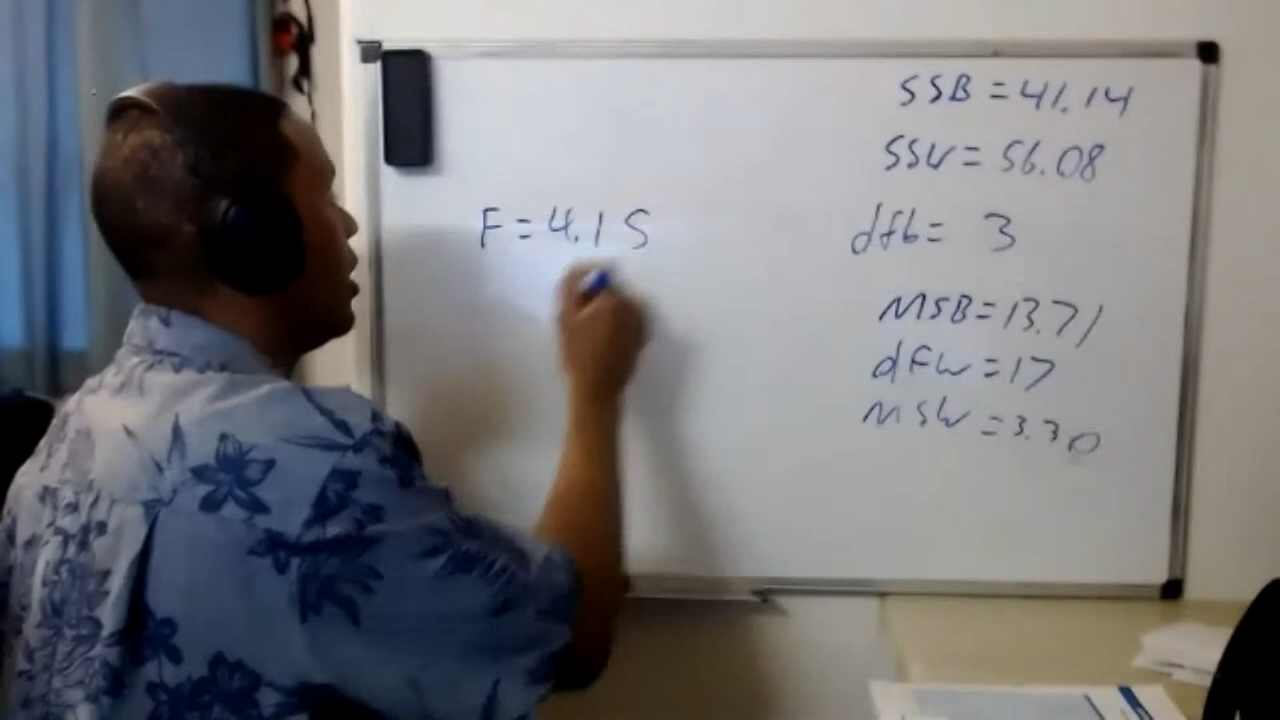 SSB = 41.14
SSW = 56.08
F = 4.15
dfb = 3
MSB = 13.71
dfw = 17
MSW = 3.30